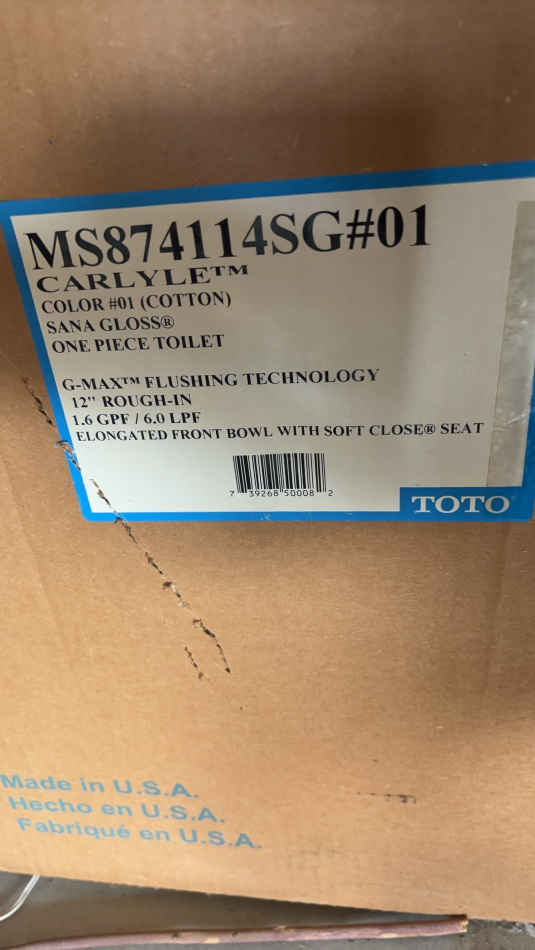 MS874114SG#01
CARLYLE™
COLOR #01 (COTTON)
SANA GLOSS®
ONE PIECE TOILET
G-MAX™ FLUSHING TECHNOLOGY
12" ROUGH-IN
1.6 GPF / 6.0 LPF
ELONGATED FRONT BOWL WITH SOFT CLOSE® SEAT
7 39268 50008 2
TOTO
Made in U.S.A.
Hecho en U.S.A.
Fabriqué en U.S.A.